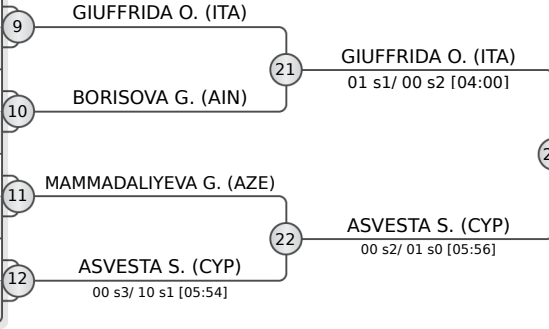 GIUFFRIDA O. (ITA)
9
21
GIUFFRIDA O. (ITA)
01 s1/ 00 s2 [04:00]
BORISOVA G. (AIN)
10
MAMMADALIYEVA G. (AZE)
11
22
ASVESTA S. (CYP)
00 s2/ 01 s0 [05:56]
ASVESTA S. (CYP)
12
00 s3/ 10 s1 [05:54]